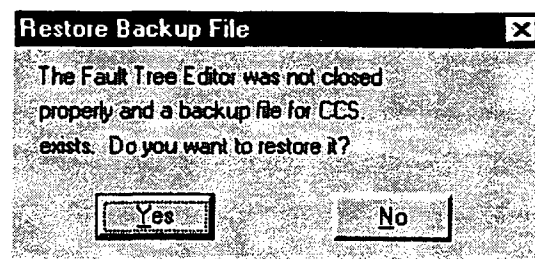 Restore Backup File
The Fault Tree Editor was not closed
properly and a backup file for CCS.
exists. Do you want to restore it?
Yes No